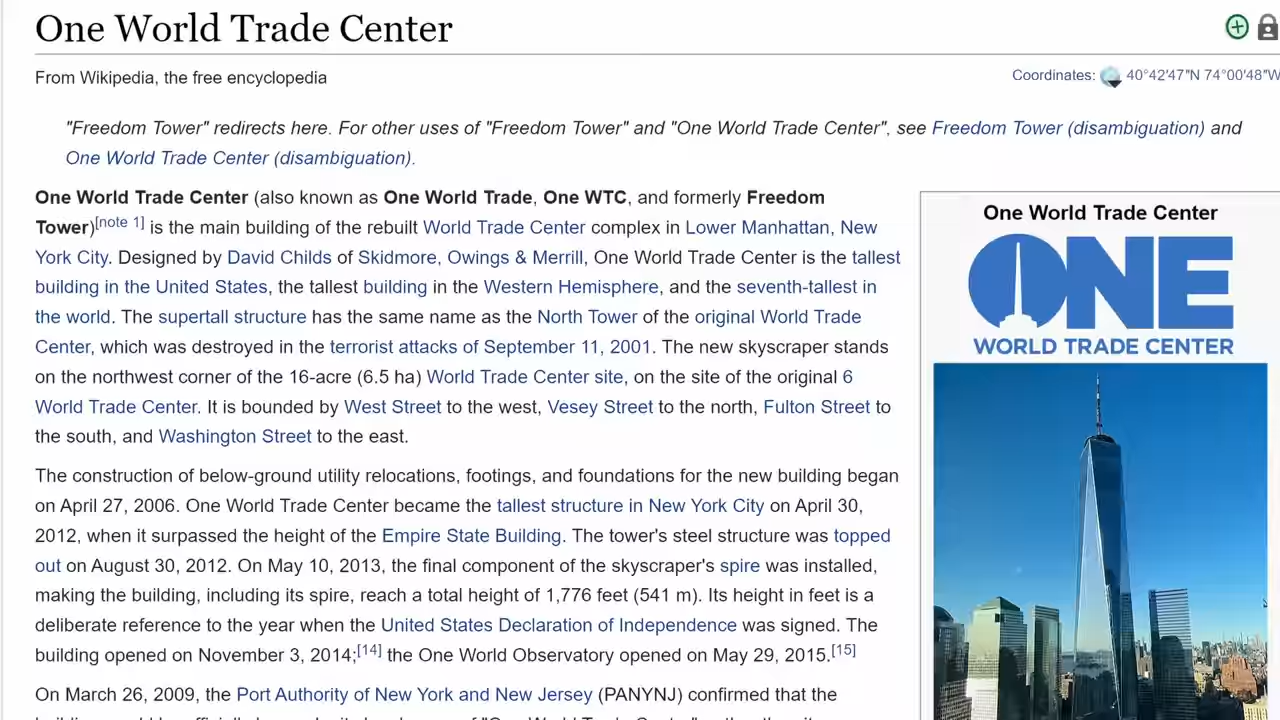 One World Trade Center
From Wikipedia, the free encyclopedia
Coordinates: 40°42′47″N 74°00′48″W
"Freedom Tower" redirects here. For other uses of "Freedom Tower" and "One World Trade Center", see Freedom Tower (disambiguation) and
One World Trade Center (disambiguation).
One World Trade Center (also known as One World Trade, One WTC, and formerly Freedom
Tower)[note 1] is the main building of the rebuilt World Trade Center complex in Lower Manhattan, New
York City. Designed by David Childs of Skidmore, Owings & Merrill, One World Trade Center is the tallest
building in the United States, the tallest building in the Western Hemisphere, and the seventh-tallest in
the world. The supertall structure has the same name as the North Tower of the original World Trade
Center, which was destroyed in the terrorist attacks of September 11, 2001. The new skyscraper stands
on the northwest corner of the 16-acre (6.5 ha) World Trade Center site, on the site of the original 6
World Trade Center. It is bounded by West Street to the west, Vesey Street to the north, Fulton Street to
the south, and Washington Street to the east.
The construction of below-ground utility relocations, footings, and foundations for the new building began
on April 27, 2006. One World Trade Center became the tallest structure in New York City on April 30,
2012, when it surpassed the height of the Empire State Building. The tower's steel structure was topped
out on August 30, 2012. On May 10, 2013, the final component of the skyscraper's spire was installed,
making the building, including its spire, reach a total height of 1,776 feet (541 m). Its height in feet is a
deliberate reference to the year when the United States Declaration of Independence was signed. The
building opened on November 3, 2014;[14] the One World Observatory opened on May 29, 2015.[15]
On March 26, 2009, the Port Authority of New York and New Jersey (PANYNJ) confirmed that the
One World Trade Center
ONE
WORLD TRADE CENTER